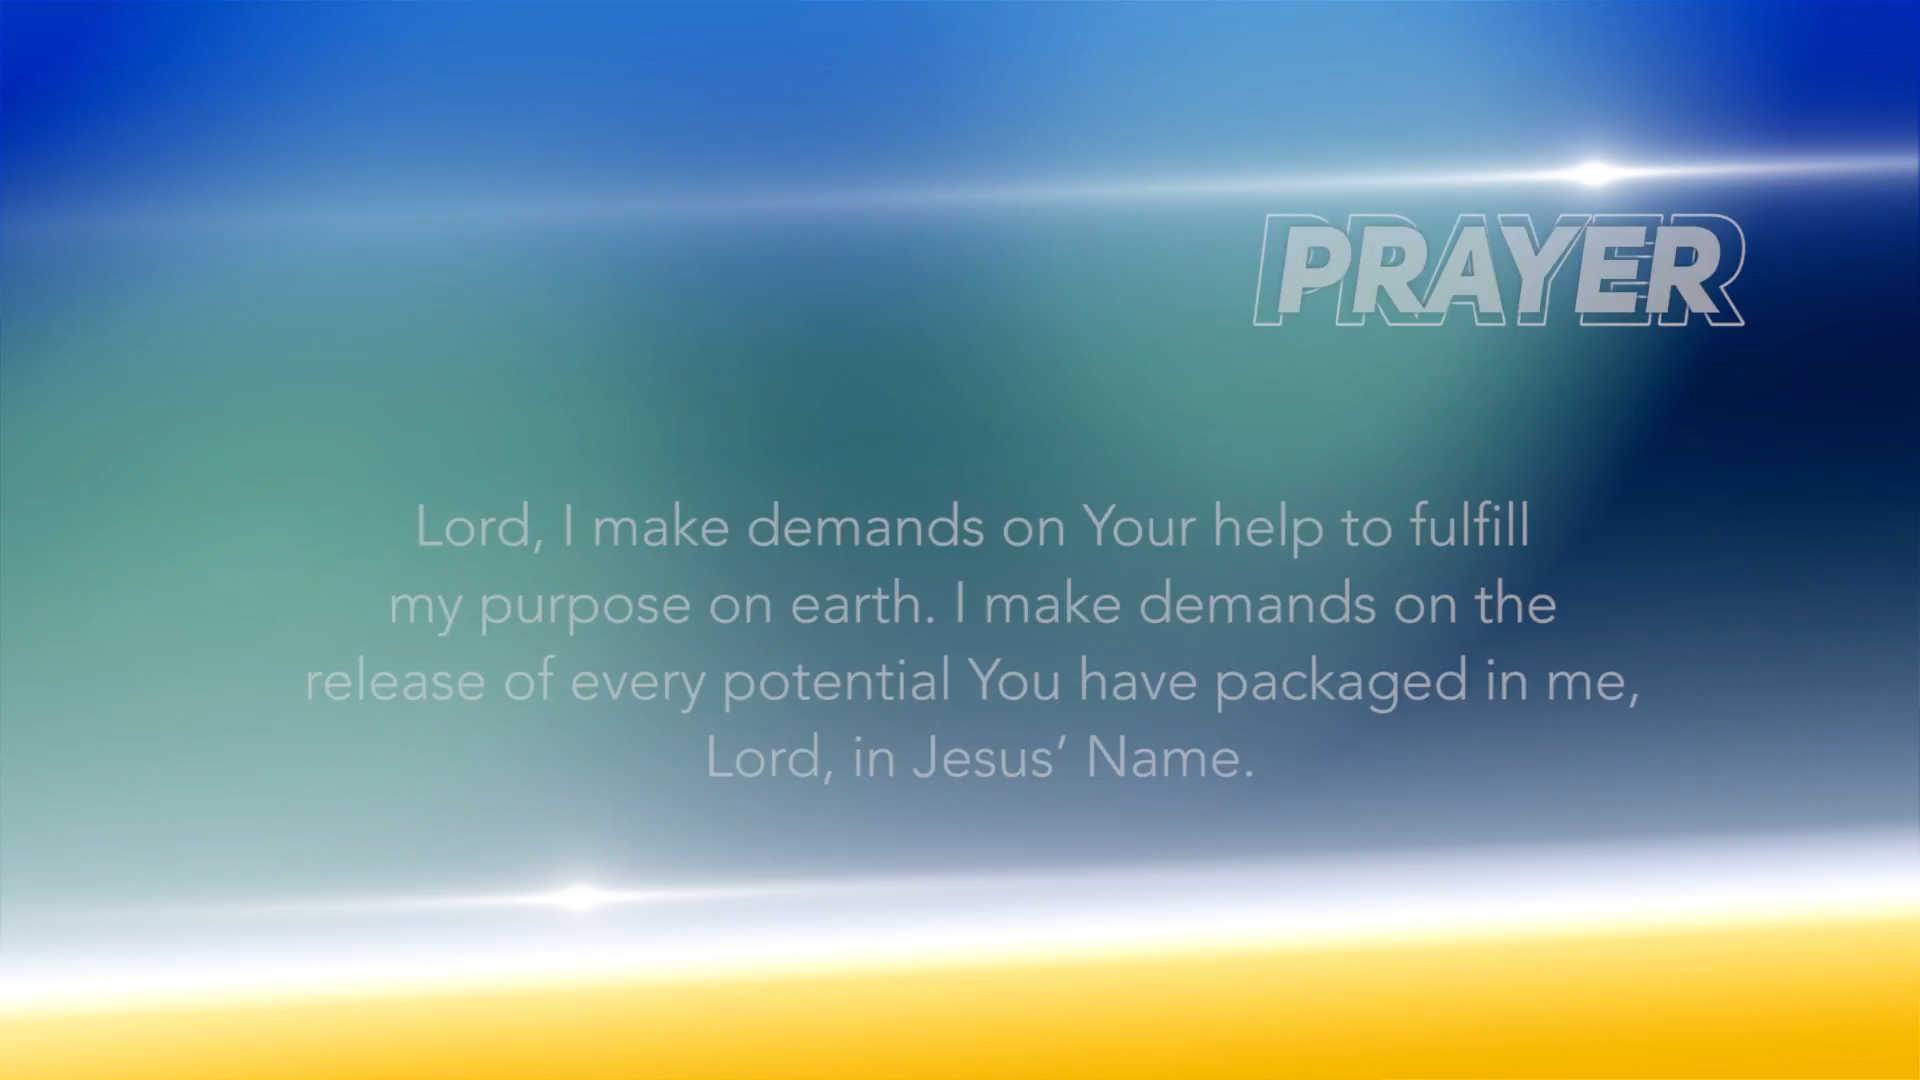 PRAYER
Lord, I make demands on Your help to fulfill
my purpose on earth. I make demands on the
release of every potential You have packaged in me,
Lord, in Jesus’ Name.